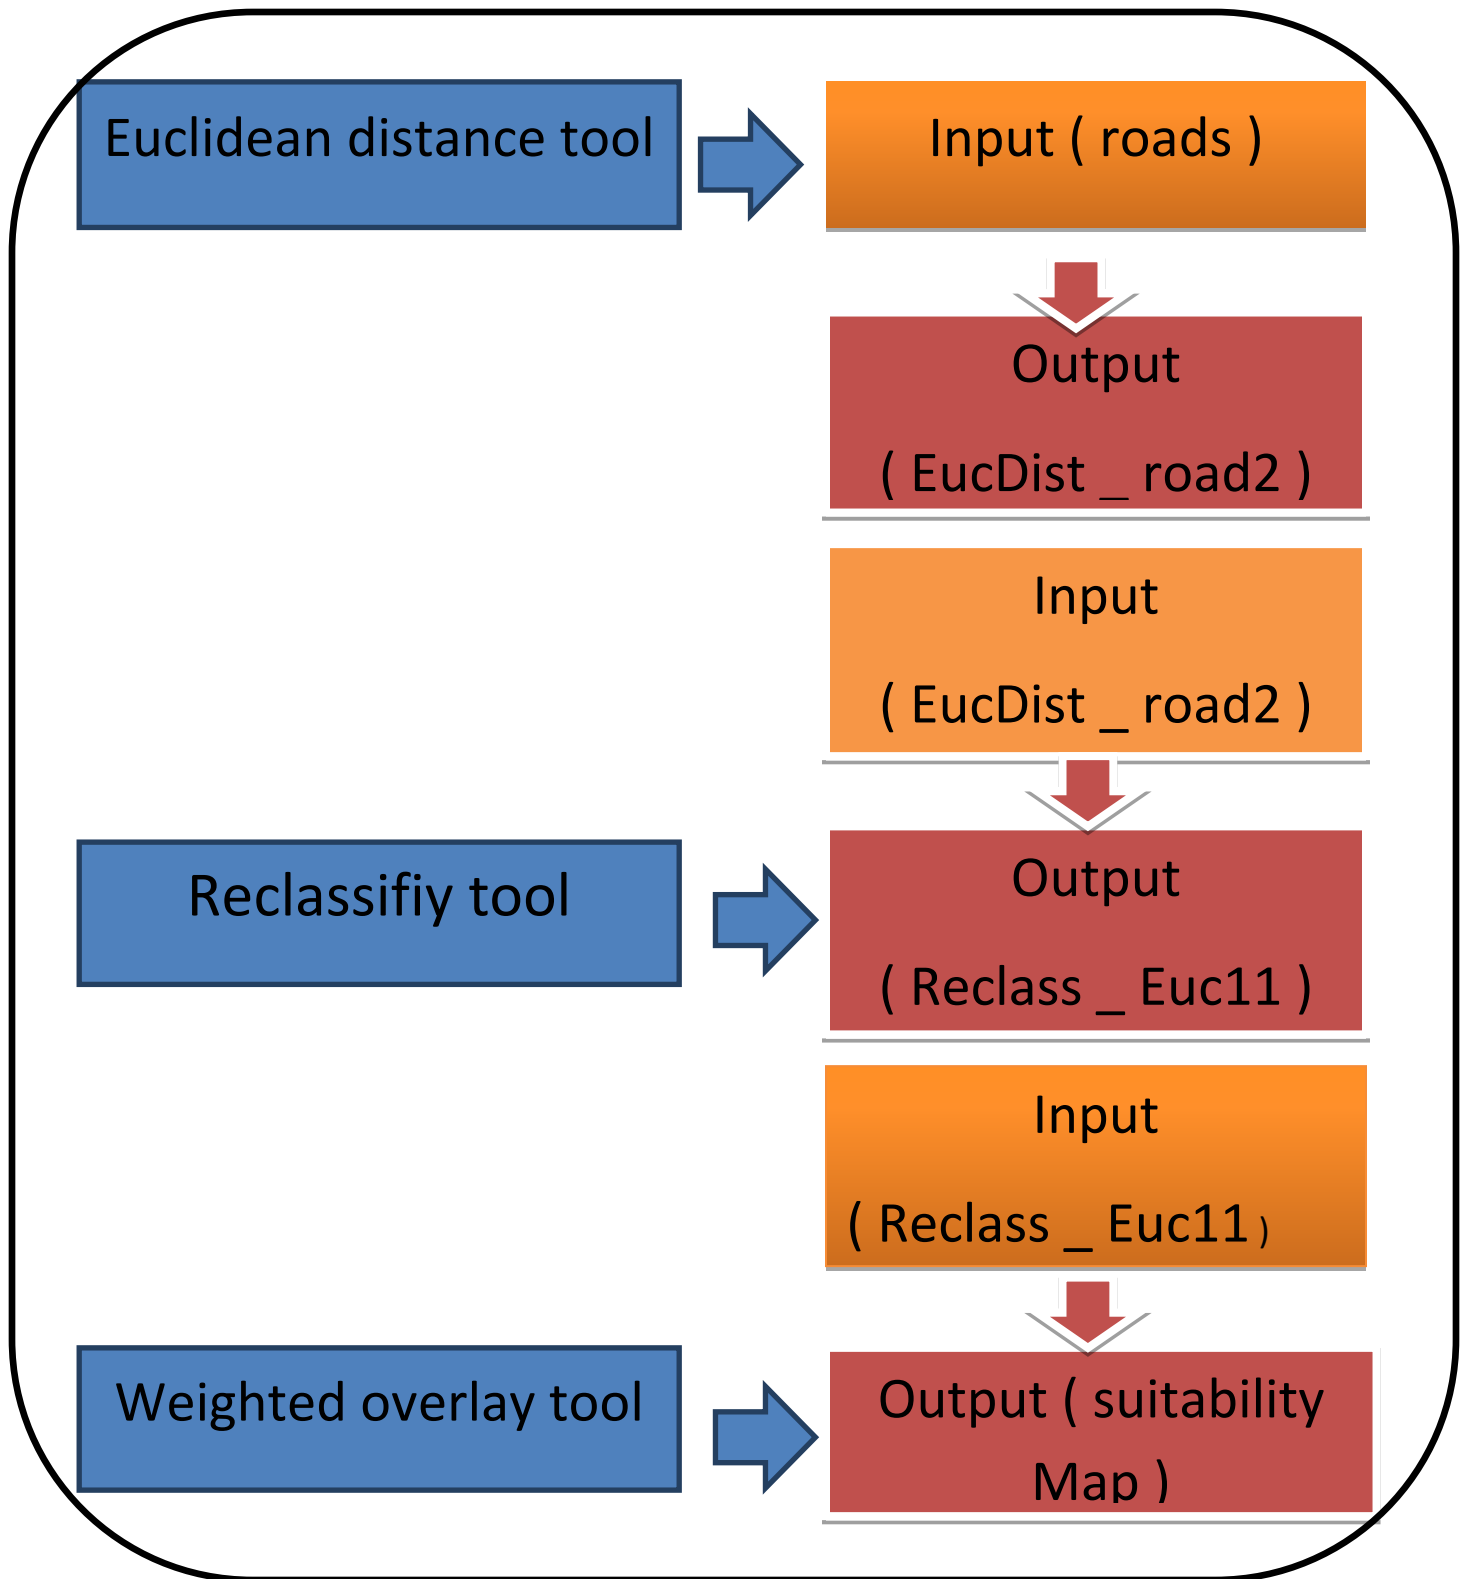 Euclidean distance tool
Input ( roads )
Output
( EucDist _ road2 )
Input
( EucDist _ road2 )
Reclassifiy tool
Output
( Reclass _ Euc11 )
Input
( Reclass _ Euc11 )
Weighted overlay tool
Output ( suitability
Map )